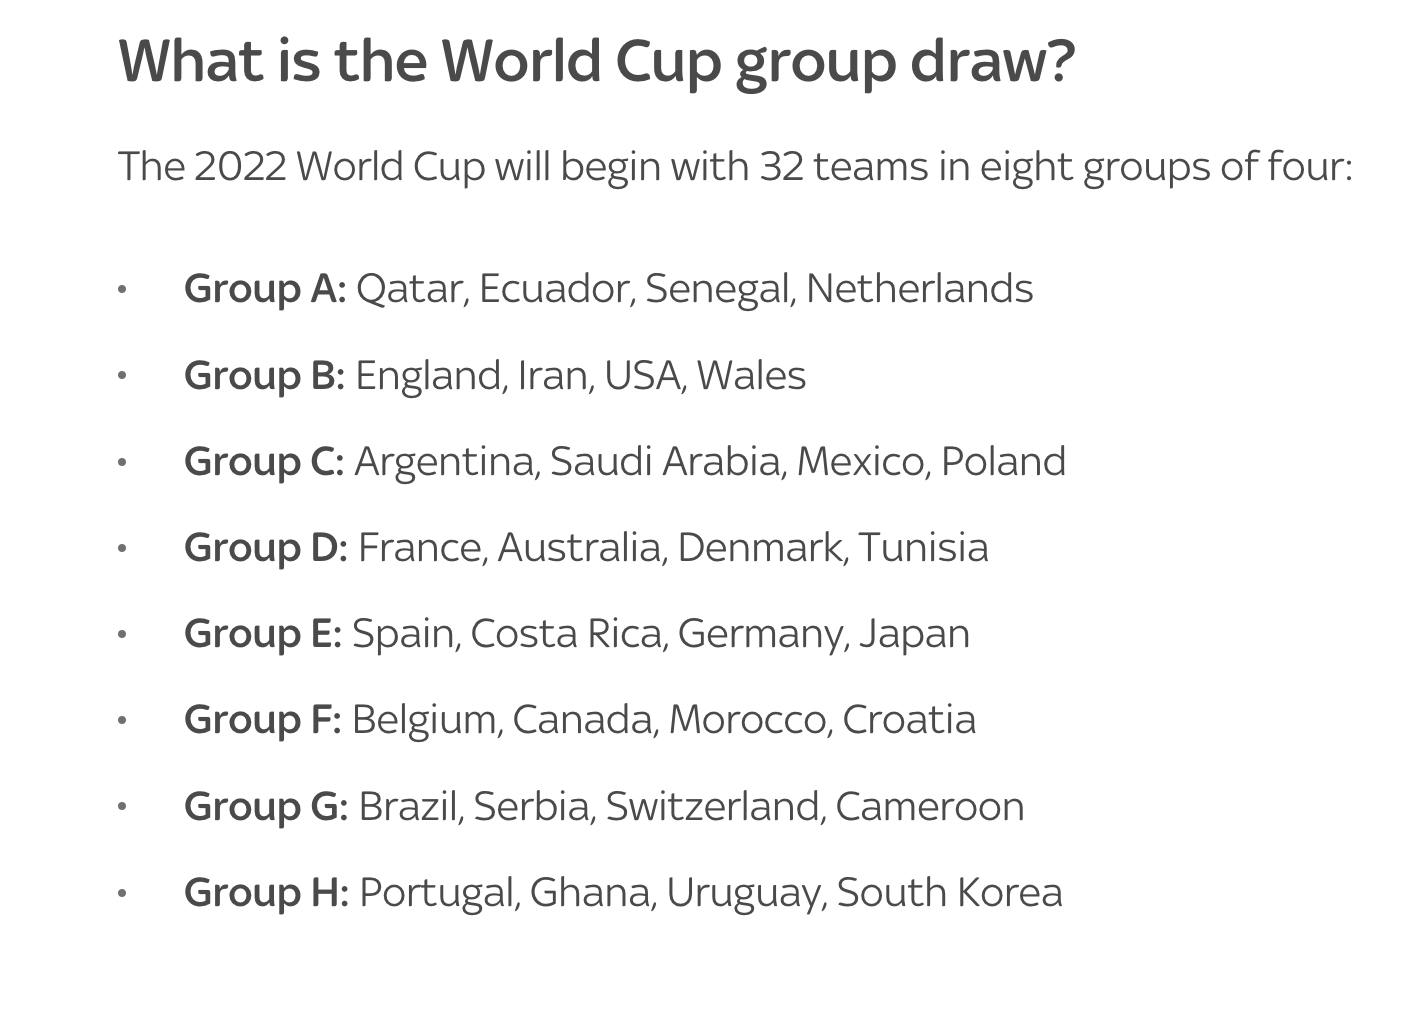 What is the World Cup group draw?
The 2022 World Cup will begin with 32 teams in eight groups of four:
• Group A: Qatar, Ecuador, Senegal, Netherlands
• Group B: England, Iran, USA, Wales
• Group C: Argentina, Saudi Arabia, Mexico, Poland
• Group D: France, Australia, Denmark, Tunisia
• Group E: Spain, Costa Rica, Germany, Japan
• Group F: Belgium, Canada, Morocco, Croatia
• Group G: Brazil, Serbia, Switzerland, Cameroon
• Group H: Portugal, Ghana, Uruguay, South Korea